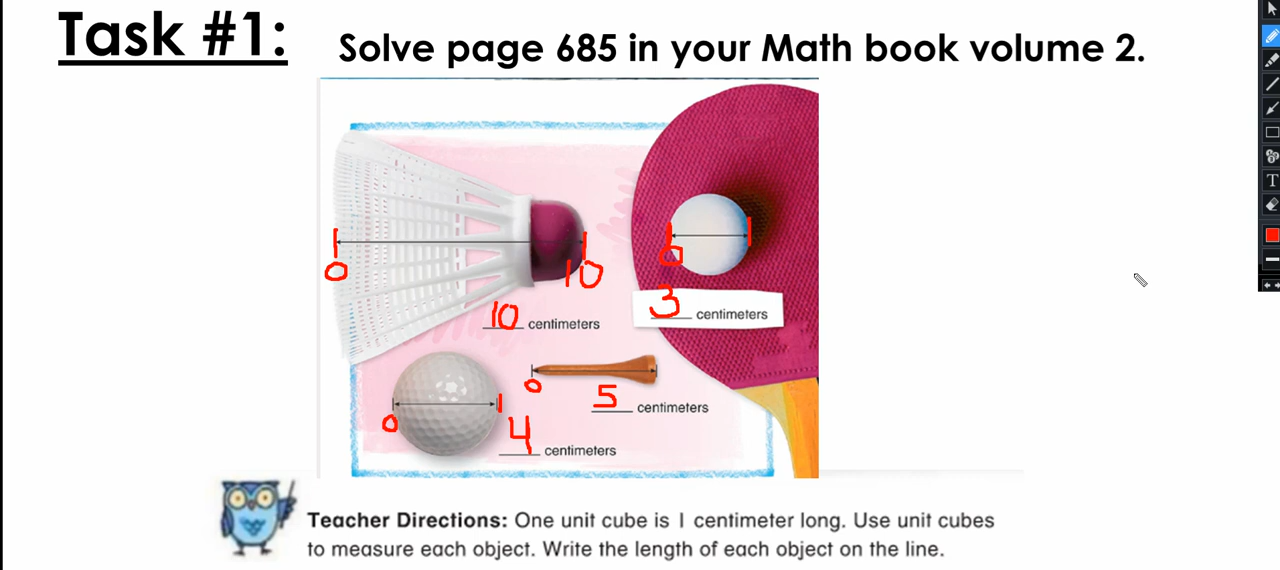 Task #1:
Solve page 685 in your Math book volume 2.
0
10
10 centimeters
0
3 centimeters
0
5 centimeters
0
4 centimeters
Teacher Directions: One unit cube is 1 centimeter long. Use unit cubes
to measure each object. Write the length of each object on the line.
T